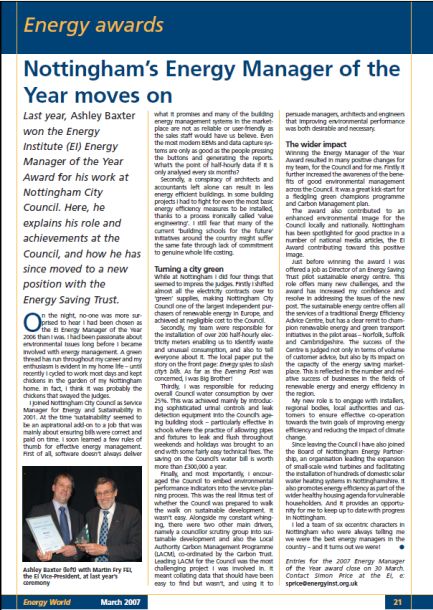 Energy awards
Nottingham's Energy Manager of the
Year moves on
Last year, Ashley Baxter
won the Energy
Institute (EI) Energy
Manager of the Year
Award for his work at
Nottingham City
Council. Here, he
explains his role and
achievements at the
Council, and how he has
since moved to a new
position with the
Energy Saving Trust.
On the night, no-one was more sur-
prised to hear I had been chosen as
the EI Energy Manager of the Year
2006 than I was. I had been passionate about
environmental issues long before I became
involved with energy management. A green
thread has run throughout my career and my
enthusiasm is evident in my home life – until
recently I cycled to work most days and kept
chickens in the garden of my Nottingham
home. In fact, I think it was probably the
chickens that swayed the judges.
I joined Nottingham City Council as Service
Manager for Energy and Sustainability in
2001. At the time 'sustainability' seemed to
be an aspirational add-on to a job that was
mainly about ensuring bills were correct and
paid on time. I soon learned a few rules of
thumb for effective energy management.
First of all, software doesn't always deliver
Ashley Baxter (left) with Martin Fry FEI,
the EI Vice-President, at last year's
ceremony
what it promises and many of the building
energy management systems in the market-
place are not as reliable or user-friendly as
the sales staff would have us believe. Even
the most modern BEMs and data capture sys-
tems are only as good as the people pressing
the buttons and generating the reports.
What's the point of half-hourly data if it is
only analysed every six months?
Secondly, a conspiracy of architects and
accountants left alone can result in less
energy efficient buildings. In some building
projects I had to fight for even the most basic
energy efficiency measures to be installed,
thanks to a process ironically called 'value
engineering'. I still fear that many of the
current 'building schools for the future'
initiatives around the country might suffer
the same fate through lack of commitment
to genuine whole life costing.
Turning a city green
While at Nottingham I did four things that
seemed to impress the judges. Firstly I shifted
almost all the electricity contracts over to
'green' supplies, making Nottingham City
Council one of the largest independent pur-
chasers of renewable energy in Europe, and
achieved at negligible cost to the Council.
Secondly, my team were responsible for
the installation of over 200 half-hourly elec-
tricity meters enabling us to identify waste
and unusual consumption, and also to tell
everyone about it. The local paper put the
story on the front page: Energy spies to slash
city's bills. As far as the Evening Post was
concerned, I was Big Brother!
Thirdly, I was responsible for reducing
overall Council water consumption by over
25%. This was achieved mainly by introduc-
ing sophisticated urinal controls and leak
detection equipment into the Council's age-
ing building stock – particularly effective in
schools where the practice of allowing pipes
and fixtures to leak and flush throughout
weekends and holidays was brought to an
end with some fairly easy technical fixes. The
saving on the Council's water bill is worth
more than £300,000 a year.
Finally, and most importantly, I encour-
aged the Council to embed environmental
performance indicators into the service plan-
ning process. This was the real litmus test of
whether the Council was prepared to walk
the walk on sustainable development. It
wasn't easy. Alongside my constant whing-
ing, there were two other main drivers,
namely a councillor scrutiny group into sus-
tainable development and also the Local
Authority Carbon Management Programme
(LACM), co-ordinated by the Carbon Trust.
Leading LACM for the Council was the most
challenging project I was involved in. It
meant collating data that should have been
easy to find but wasn't, and using it to
persuade managers, architects and engineers
that improving environmental performance
was both desirable and necessary.
The wider impact
Winning the Energy Manager of the Year
Award resulted in many positive changes for
my team, for the Council and for me. Firstly it
further increased the awareness of the bene-
fits of good environmental management
across the Council. It was a great kick-start for
a fledgling green champions programme
and Carbon Management plan.
The award also contributed to an
enhanced environmental image for the
Council locally and nationally. Nottingham
has been spotlighted for good practice in a
number of national media articles, the EI
Award contributing toward this positive
image.
Just before winning the award I was
offered a job as Director of an Energy Saving
Trust pilot sustainable energy centre. This
role offers many new challenges, and the
award has increased my confidence and
resolve in addressing the issues of the new
post. The sustainable energy centre offers all
the services of a traditional Energy Efficiency
Advice Centre, but has a clear remit to cham-
pion renewable energy and green transport
initiatives in the pilot areas – Norfolk, Suffolk
and Cambridgeshire. The success of the
Centre is judged not only in terms of volume
of customer advice, but also by its impact on
the capacity of the energy saving market-
place. This is reflected in the number and rel-
ative success of businesses in the fields of
renewable energy and energy efficiency in
the region.
My new role is to engage with installers,
regional bodies, local authorities and cus-
tomers to ensure effective co-operation
towards the twin goals of improving energy
efficiency and reducing the impact of climate
change.
Since leaving the Council I have also joined
the Board of Nottingham Energy Partner-
ship, an organisation leading the expansion
of small-scale wind turbines and facilitating
the installation of hundreds of domestic solar
water heating systems in Nottinghamshire. It
also promotes energy efficiency as part of the
wider healthy housing agenda for vulnerable
householders. And it provides an opportu-
nity for me to keep up to date with progress
in Nottingham.
I led a team of six eccentric characters in
Nottingham who were always telling me
we were the best energy managers in the
country – and it turns out we were! ●
Entries for the 2007 Energy Manager
of the Year award close on 30 March.
Contact Simon Price at the EI, e:
sprice@energyinst.org.uk
Energy World March 2007 21